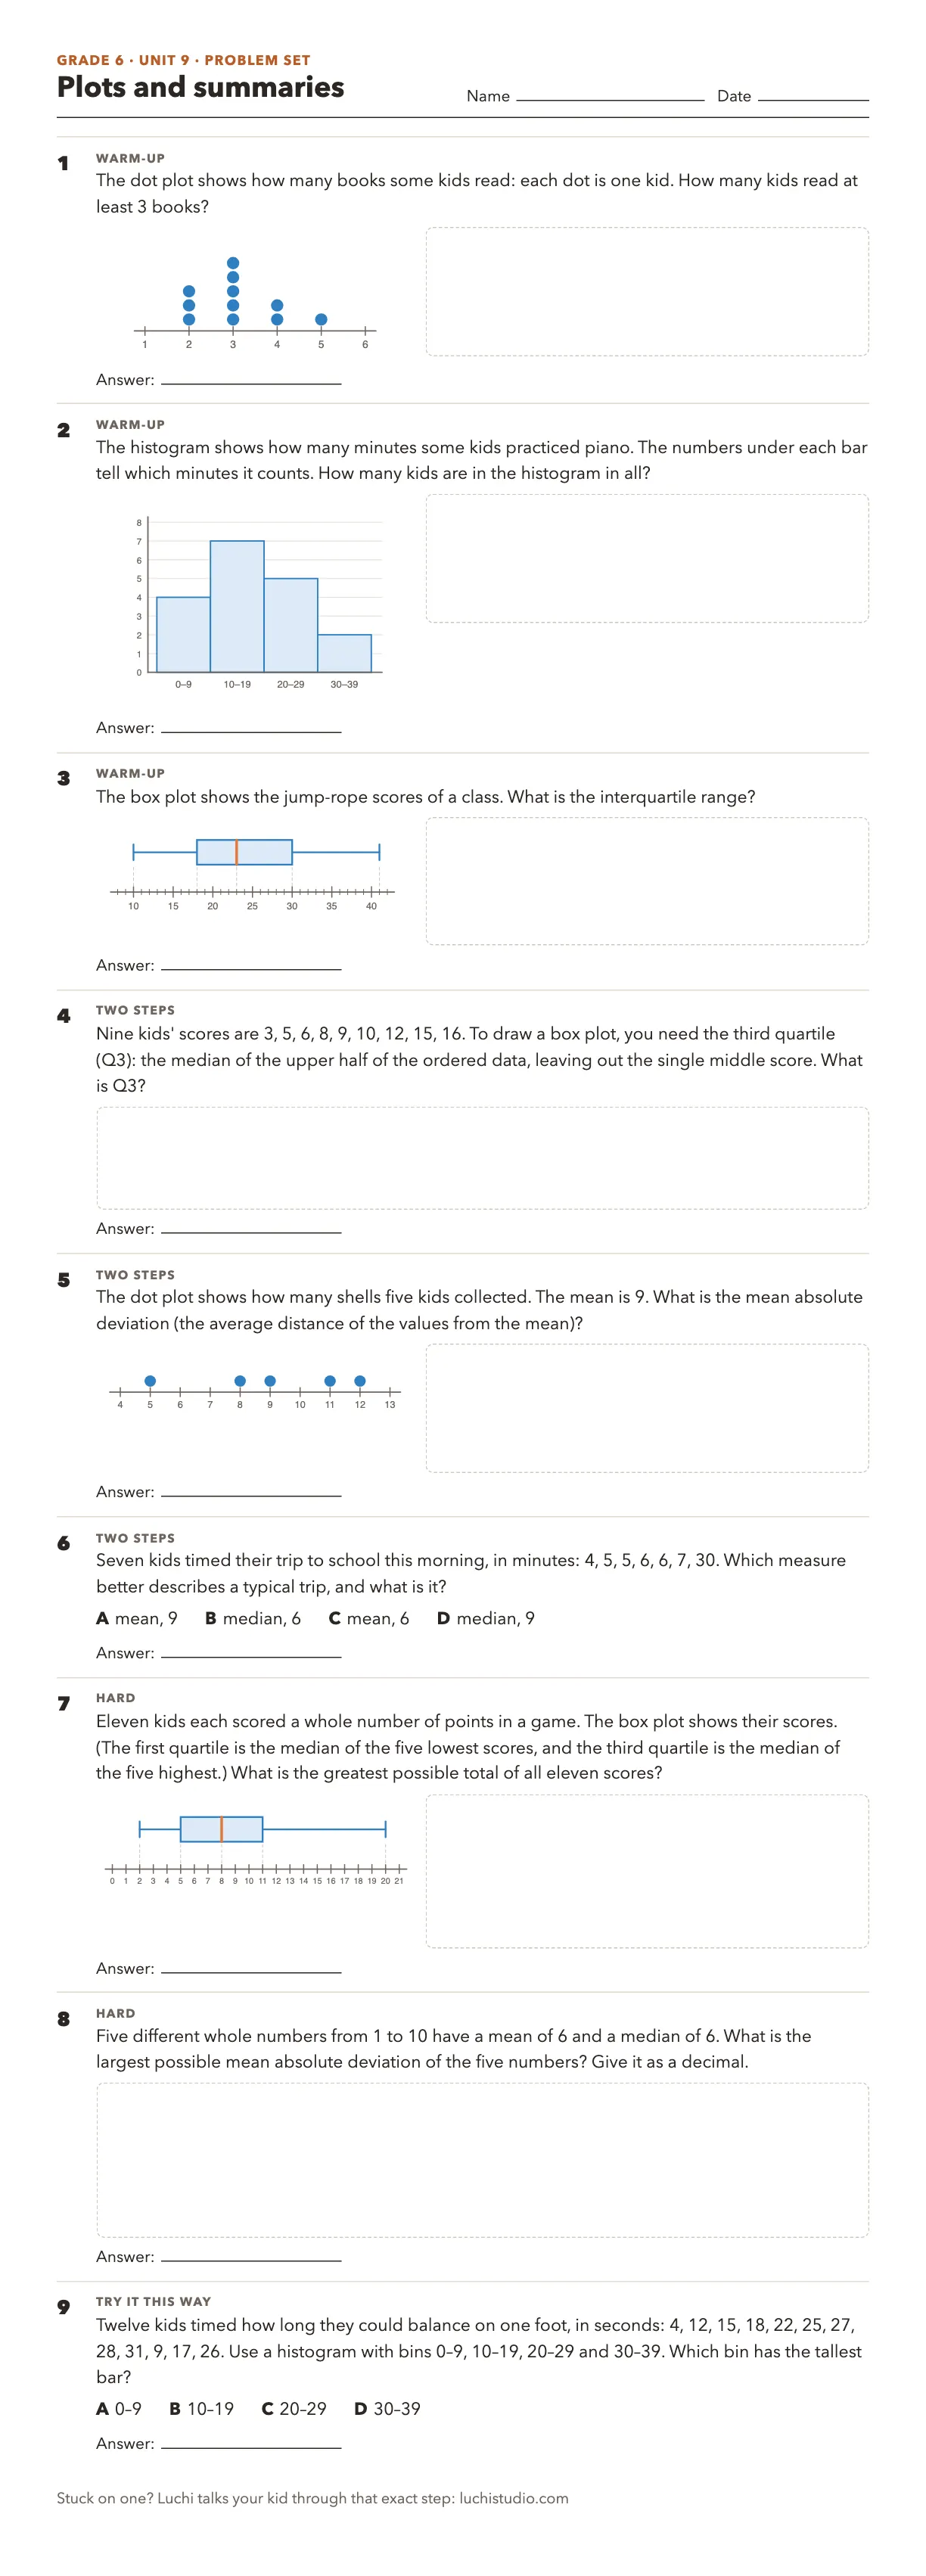 GRADE 6 · UNIT 9 · PROBLEM SET
Plots and summaries
Name
Date
1
WARM-UP
The dot plot shows how many books some kids read: each dot is one kid. How many kids read at
least 3 books?
1 2 3 4 5 6
Answer:
2
WARM-UP
The histogram shows how many minutes some kids practiced piano. The numbers under each bar
tell which minutes it counts. How many kids are in the histogram in all?
8
7
6
5
4
3
2
1
0
0–9 10–19 20–29 30–39
Answer:
3
WARM-UP
The box plot shows the jump-rope scores of a class. What is the interquartile range?
10 15 20 25 30 35 40
Answer:
4
TWO STEPS
Nine kids' scores are 3, 5, 6, 8, 9, 10, 12, 15, 16. To draw a box plot, you need the third quartile
(Q3): the median of the upper half of the ordered data, leaving out the single middle score. What
is Q3?
Answer:
5
TWO STEPS
The dot plot shows how many shells five kids collected. The mean is 9. What is the mean absolute
deviation (the average distance of the values from the mean)?
4 5 6 7 8 9 10 11 12 13
Answer:
6
TWO STEPS
Seven kids timed their trip to school this morning, in minutes: 4, 5, 5, 6, 6, 7, 30. Which measure
better describes a typical trip, and what is it?
A mean, 9 B median, 6 C mean, 6 D median, 9
Answer:
7
HARD
Eleven kids each scored a whole number of points in a game. The box plot shows their scores.
(The first quartile is the median of the five lowest scores, and the third quartile is the median of
the five highest.) What is the greatest possible total of all eleven scores?
0 1 2 3 4 5 6 7 8 9 10 11 12 13 14 15 16 17 18 19 20 21
Answer:
8
HARD
Five different whole numbers from 1 to 10 have a mean of 6 and a median of 6. What is the
largest possible mean absolute deviation of the five numbers? Give it as a decimal.
Answer:
9
TRY IT THIS WAY
Twelve kids timed how long they could balance on one foot, in seconds: 4, 12, 15, 18, 22, 25, 27,
28, 31, 9, 17, 26. Use a histogram with bins 0–9, 10–19, 20–29 and 30–39. Which bin has the tallest
bar?
A 0–9 B 10–19 C 20–29 D 30–39
Answer:
Stuck on one? Luchi talks your kid through that exact step: luchistudio.com